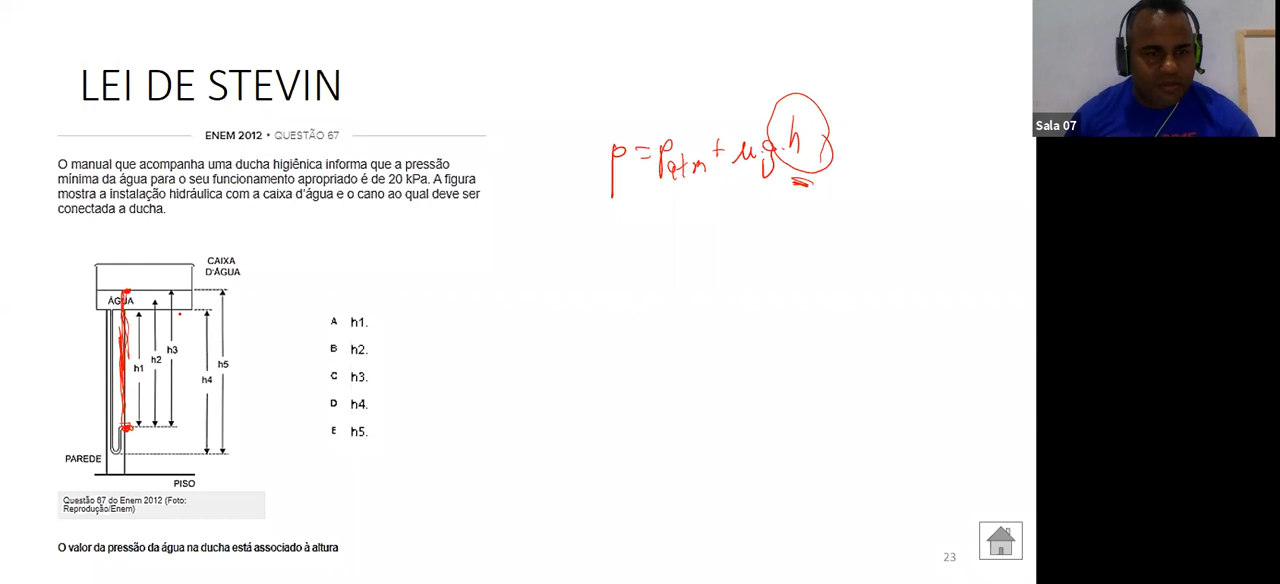 LEI DE STEVIN
ENEM 2012 • QUESTÃO 67
O manual que acompanha uma ducha higiênica informa que a pressão
mínima da água para o seu funcionamento apropriado é de 20 kPa. A figura
mostra a instalação hidráulica com a caixa d'água e o cano ao qual deve ser
conectada a ducha.
p = patm + μ.g.h
Sala 07
CAIXA
D'ÁGUA
ÁGUA
h1
h2
h3
h4
h5
PAREDE
PISO
A h1.
B h2.
C h3.
D h4.
E h5.
Questão 67 do Enem 2012 (Foto:
Reprodução/Enem)
O valor da pressão da água na ducha está associado à altura
23